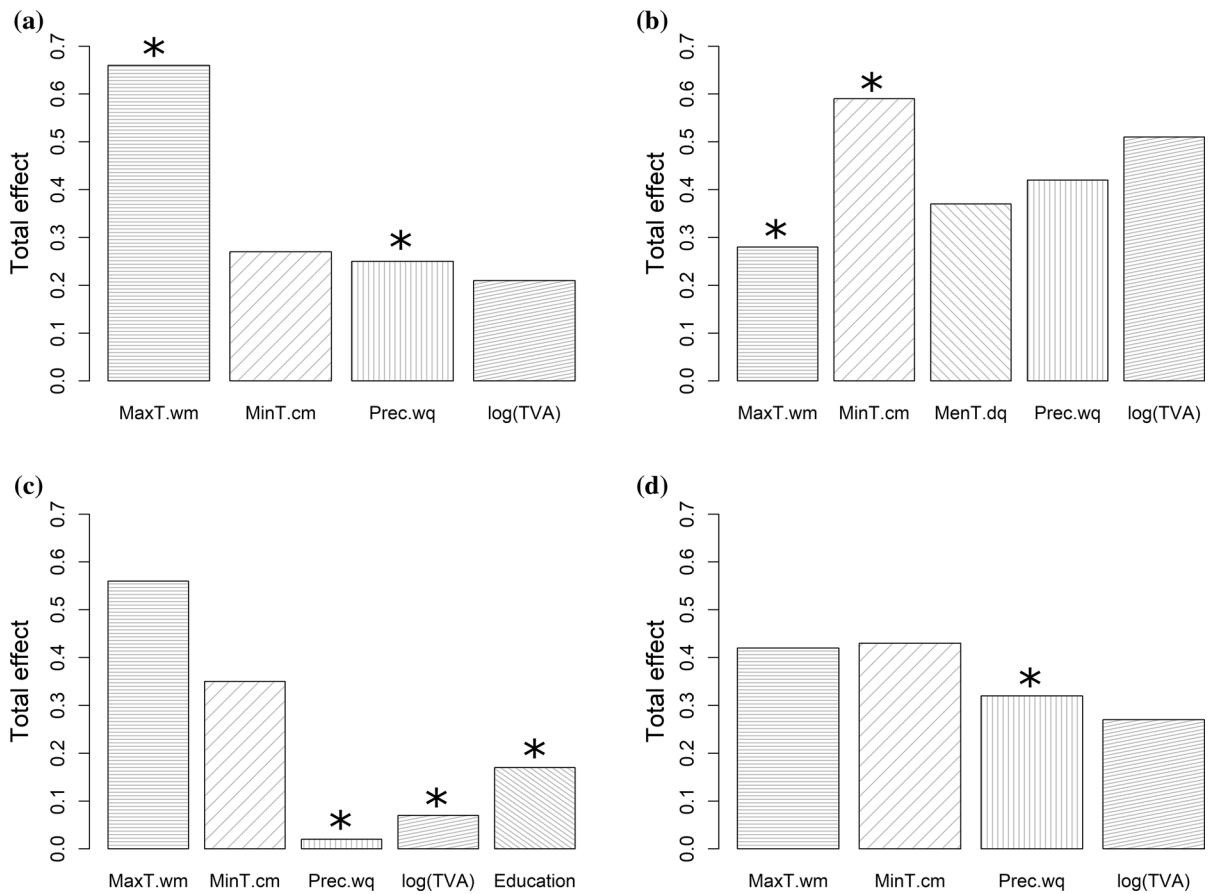 (a)
Total effect
0.0 0.1 0.2 0.3 0.4 0.5 0.6 0.7
*
*
MaxT.wm MinT.cm Prec.wq log(TVA)
(b)
Total effect
0.0 0.1 0.2 0.3 0.4 0.5 0.6 0.7
*
*
MaxT.wm MinT.cm MenT.dq Prec.wq log(TVA)
(c)
Total effect
0.0 0.1 0.2 0.3 0.4 0.5 0.6 0.7
*
*
*
MaxT.wm MinT.cm Prec.wq log(TVA) Education
(d)
Total effect
0.0 0.1 0.2 0.3 0.4 0.5 0.6 0.7
*
MaxT.wm MinT.cm Prec.wq log(TVA)